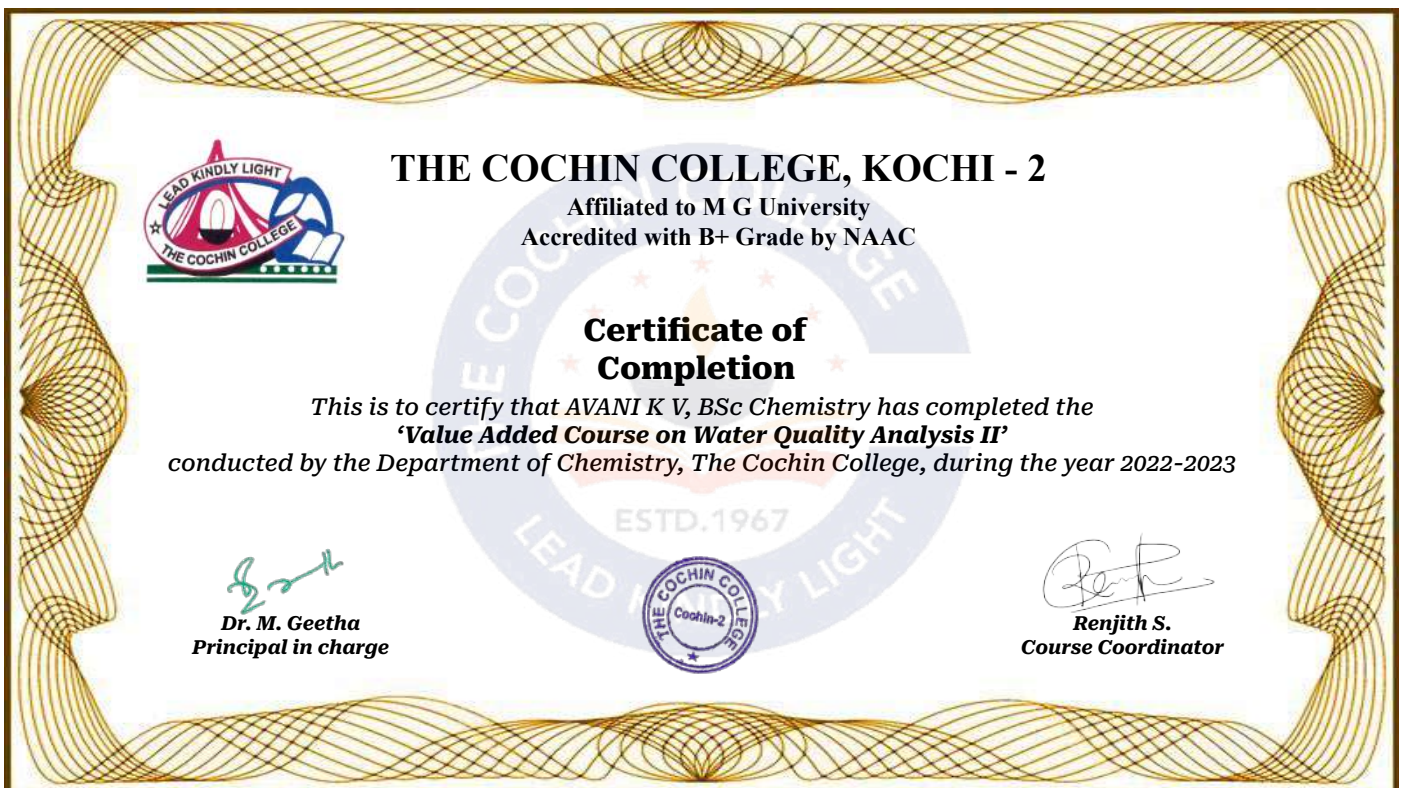 LEAD KINDLY LIGHT
THE COCHIN COLLEGE
THE COCHIN COLLEGE, KOCHI - 2
Affiliated to M G University
Accredited with B+ Grade by NAAC
THE COCHIN COLLEGE
Certificate of
Completion
This is to certify that AVANI K V, BSc Chemistry has completed the
‘Value Added Course on Water Quality Analysis II’
conducted by the Department of Chemistry, The Cochin College, during the year 2022-2023
ESTD.1967
LEAD KINDLY LIGHT
THE COCHIN COLLEGE
Cochin-2
Dr. M. Geetha
Principal in charge
Renjith S.
Course Coordinator